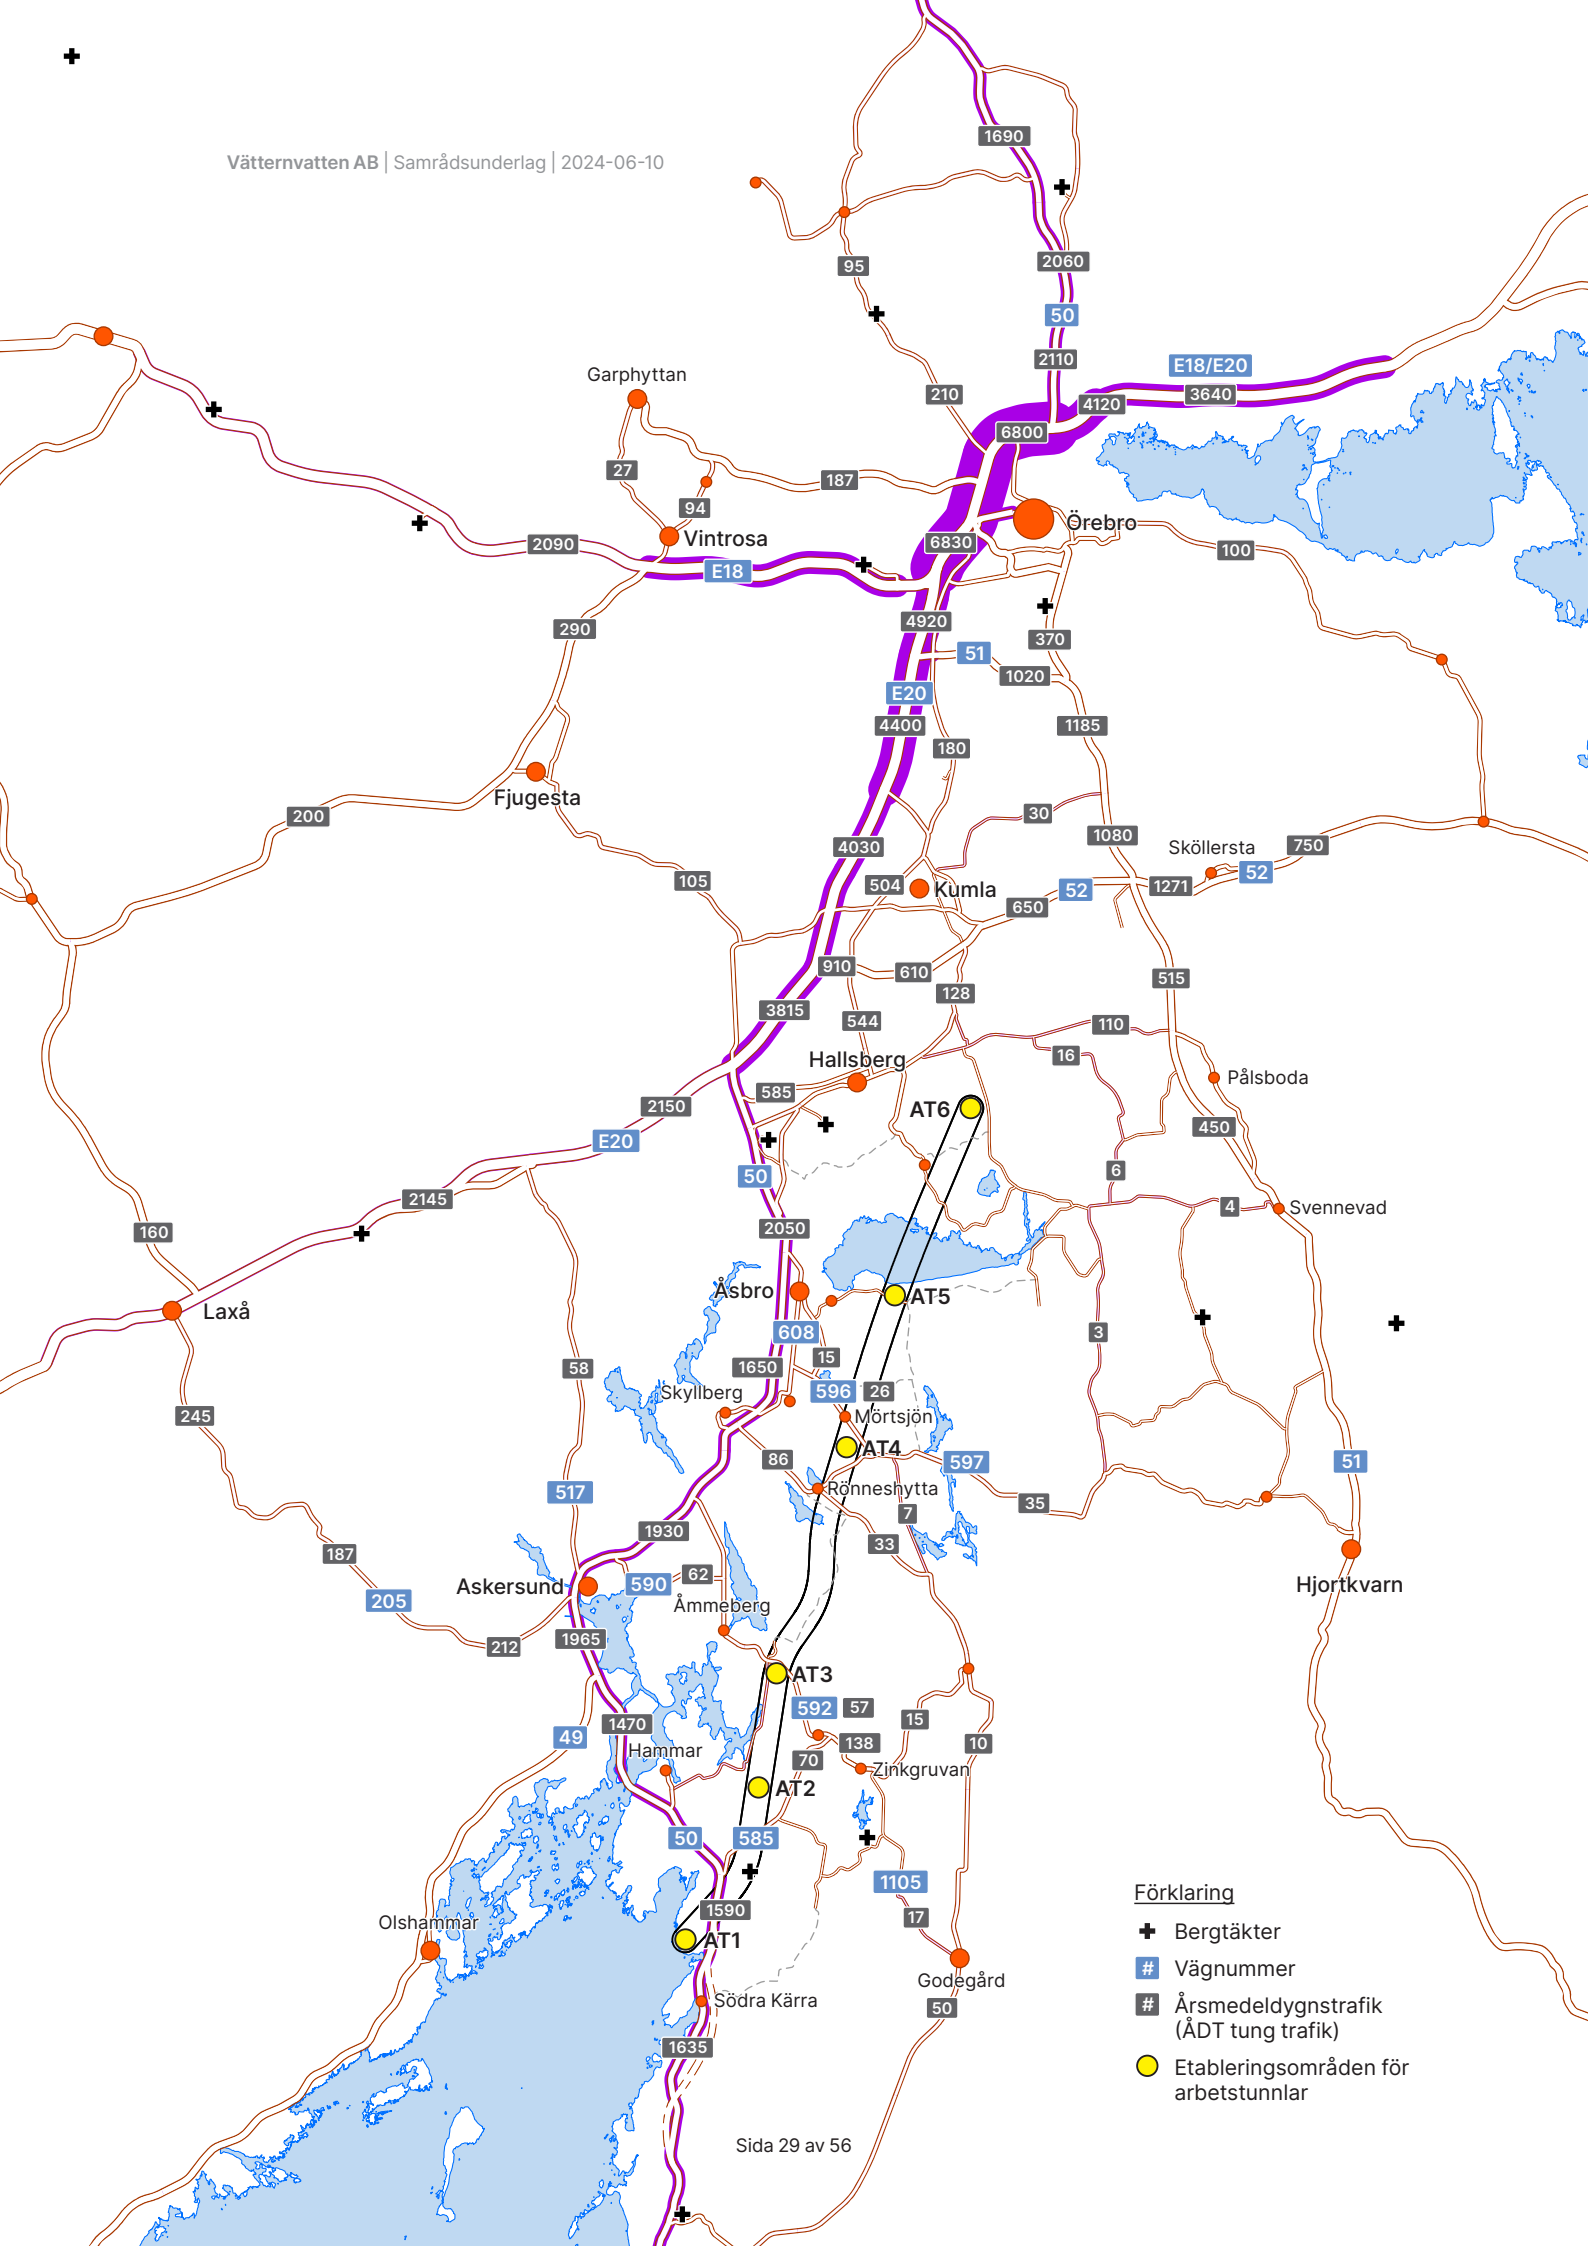 Vätternvatten AB | Samrådsunderlag | 2024-06-10
1690
95
2060
50
2110
E18/E20
3640
4120
Garphyttan
210
6800
27
187
94
Örebro
Vintrosa
2090
6830
100
E18
4920
290
370
51
1020
E20
4400
1185
180
Fjugesta
200
30
1080
4030
Sköllersta
750
52
105
504
Kumla
52
1271
650
910
610
515
128
3815
544
110
16
Hallsberg
Pålsboda
585
2150
AT6
450
E20
6
50
2145
4
Svennevad
2050
160
Åsbro
AT5
Laxå
608
3
15
1650
58
Skyllberg
596
26
245
Mörtsjön
AT4
86
597
51
Rönneshytta
517
35
7
1930
33
187
62
Askersund
590
Hjortkvarn
205
Åmmeberg
1965
212
AT3
592
57
15
1470
49
138
10
Hammar
70
Zinkgruvan
AT2
50
585
1105
Förklaring
1590
17
Olshammar
Bergtäkter
AT1
# Vägnummer
Godegård
Södra Kärra
50
# Årsmedeldygnstrafik
(ÅDT tung trafik)
1635
Etableringsområden för
arbetstunnlar
Sida 29 av 56